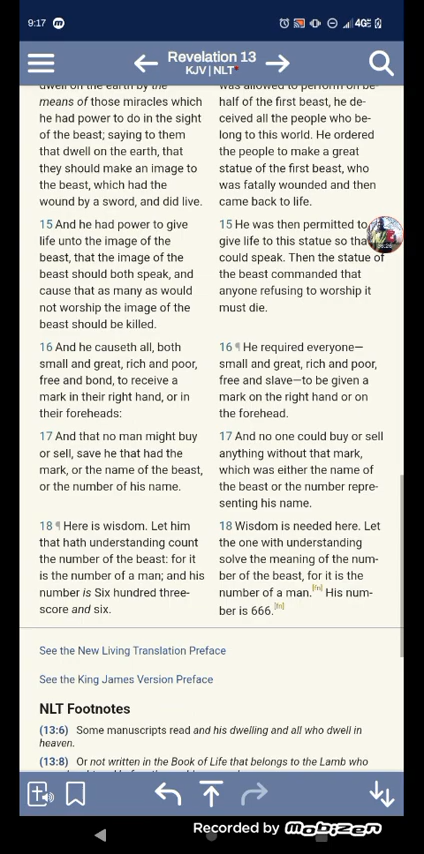 9:17
4GE
Revelation 13
KJV | NLT*
dwell on the earth by the
means of those miracles which
he had power to do in the sight
of the beast; saying to them
that dwell on the earth, that
they should make an image to
the beast, which had the
wound by a sword, and did live.
15 And he had power to give
life unto the image of the
beast, that the image of the
beast should both speak, and
cause that as many as would
not worship the image of the
beast should be killed.
16 And he causeth all, both
small and great, rich and poor,
free and bond, to receive a
mark in their right hand, or in
their foreheads:
17 And that no man might buy
or sell, save he that had the
mark, or the name of the beast,
or the number of his name.
18 ¶ Here is wisdom. Let him
that hath understanding count
the number of the beast: for it
is the number of a man; and his
number is Six hundred three-
score and six.
was allowed to perform on be-
half of the first beast, he de-
ceived all the people who be-
long to this world. He ordered
the people to make a great
statue of the first beast, who
was fatally wounded and then
came back to life.
15 He was then permitted to
give life to this statue so tha
could speak. Then the statue of
the beast commanded that
anyone refusing to worship it
must die.
16 ¶ He required everyone—
small and great, rich and poor,
free and slave—to be given a
mark on the right hand or on
the forehead.
17 And no one could buy or sell
anything without that mark,
which was either the name of
the beast or the number repre-
senting his name.
18 Wisdom is needed here. Let
the one with understanding
solve the meaning of the num-
ber of the beast, for it is the
number of a man.[fn] His num-
ber is 666.[fn]
See the New Living Translation Preface
See the King James Version Preface
NLT Footnotes
(13:6) Some manuscripts read and his dwelling and all who dwell in
heaven.
(13:8) Or not written in the Book of Life that belongs to the Lamb who
Recorded by MOBIZEN